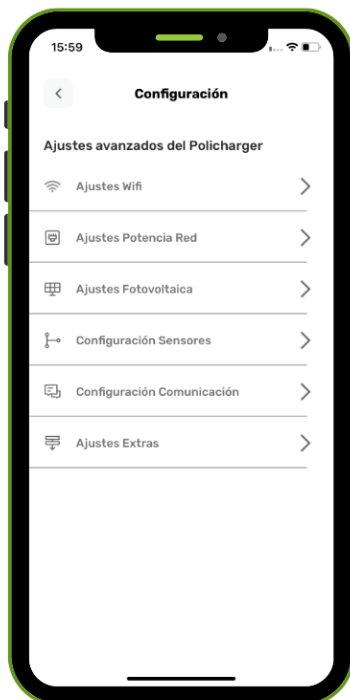 15:59
Configuración
Ajustes avanzados del Policharger
Ajustes Wifi
Ajustes Potencia Red
Ajustes Fotovoltaica
Configuración Sensores
Configuración Comunicación
Ajustes Extras